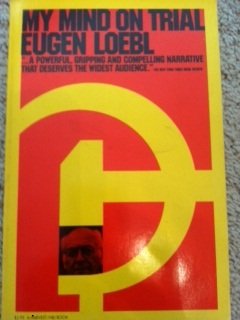 MY MIND ON TRIAL
EUGEN LOEBL
"...A POWERFUL, GRIPPING AND COMPELLING NARRATIVE
THAT DESERVES THE WIDEST AUDIENCE."